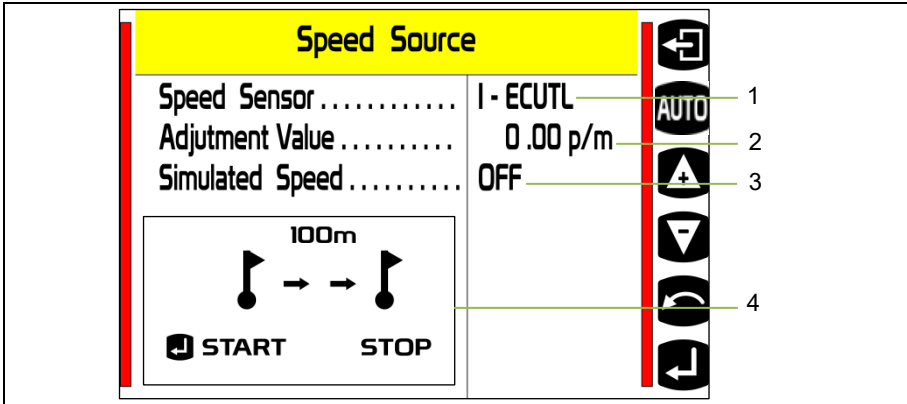 Speed Source
Speed Sensor............ I - ECUTL
Adjutment Value .......... 0 .00 p/m
Simulated Speed.......... OFF
100m
START STOP
AUTO
+
-
1
2
3
4